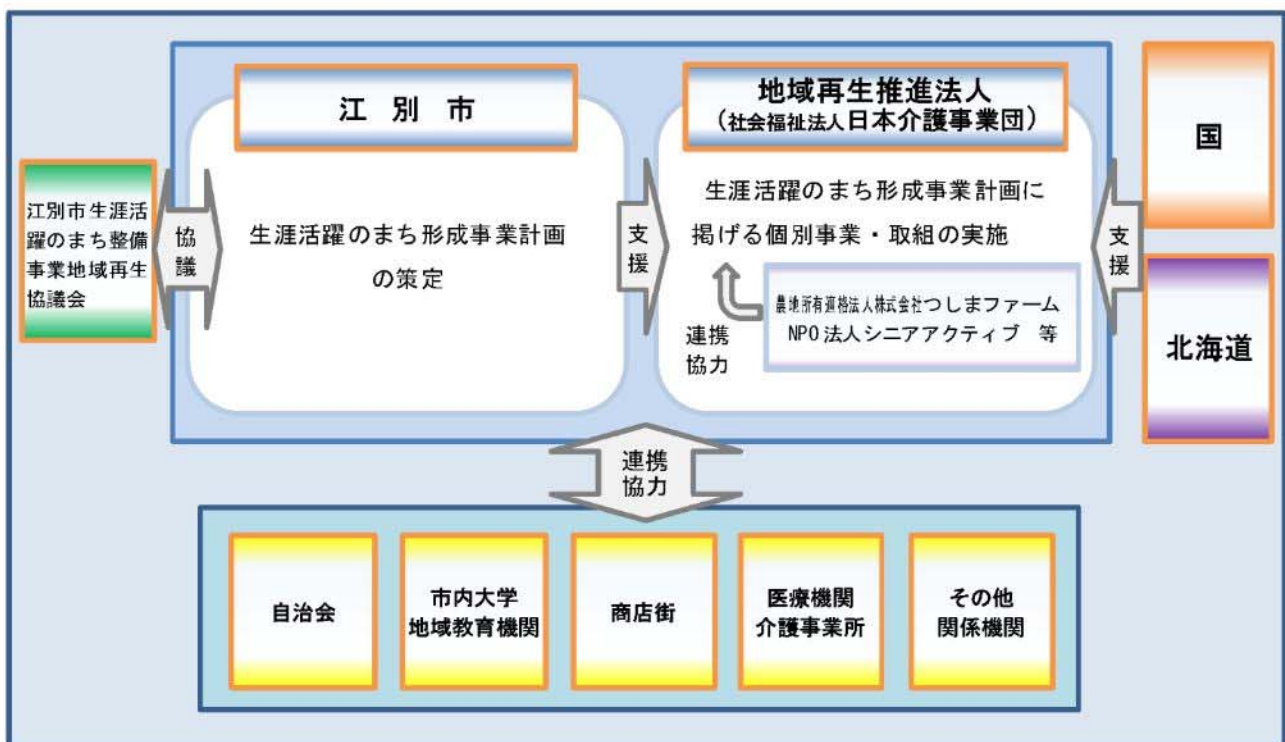 江別市
生涯活躍のまち形成事業計画
の策定
地域再生推進法人
（社会福祉法人日本介護事業団）
生涯活躍のまち形成事業計画に
掲げる個別事業・取組の実施
農地所有適格法人株式会社つしまファーム
NPO法人シニアアクティブ　等
連携
協力
江別市生涯活
躍のまち整備
事業地域再生
協議会
協
議
支
援
支
援
国
北海道
連携
協力
自治会
市内大学
地域教育機関
商店街
医療機関
介護事業所
その他
関係機関